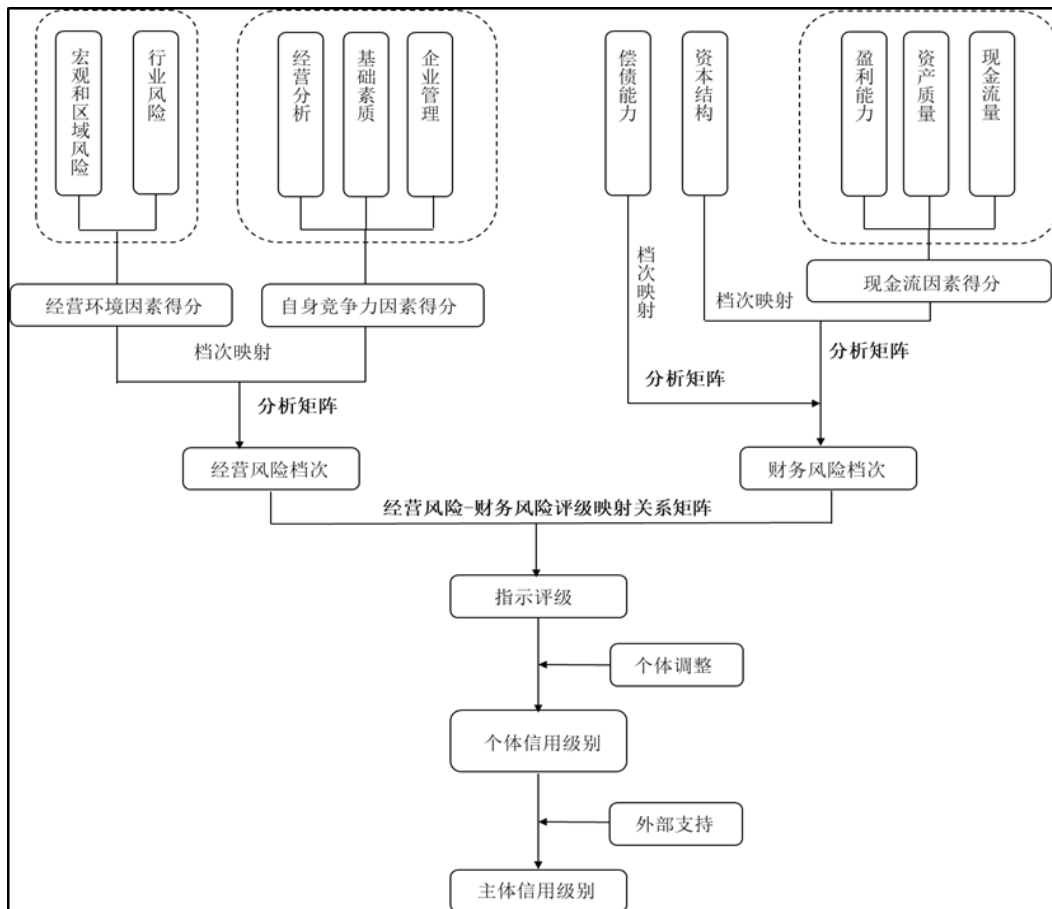 宏观和区域风险
行业风险
经营分析
基础素质
企业管理
偿债能力
资本结构
盈利能力
资产质量
现金流量
经营环境因素得分
自身竞争力因素得分
档次映射
档次映射
现金流因素得分
档次映射
分析矩阵
分析矩阵
分析矩阵
经营风险档次
财务风险档次
经营风险-财务风险评级映射关系矩阵
指示评级
个体调整
个体信用级别
外部支持
主体信用级别